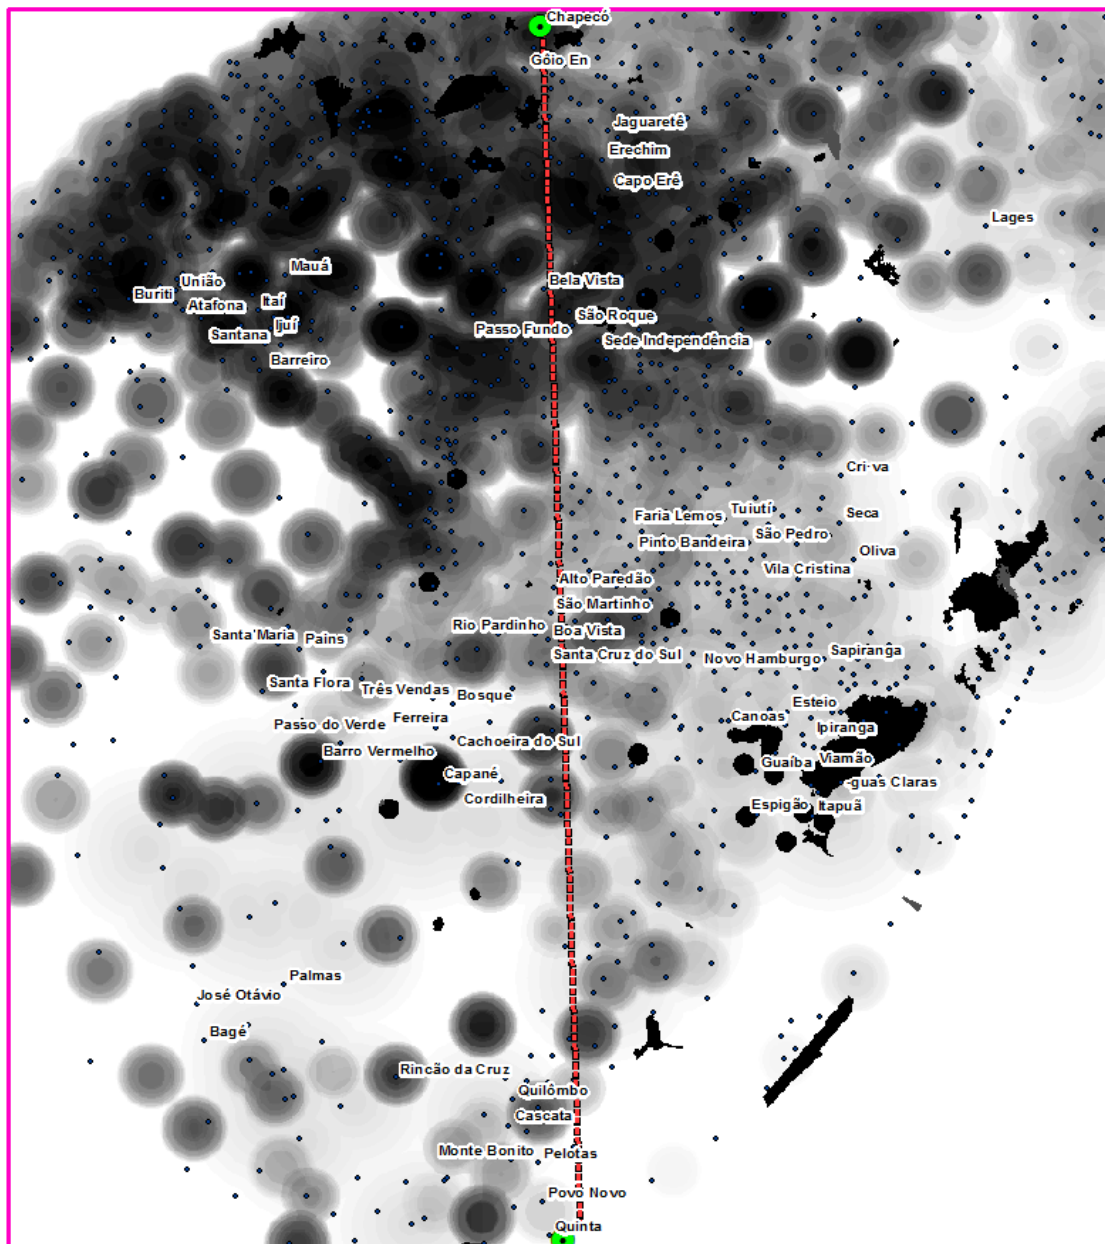 Chapecó
Góio En
Jaguaretê
Erechim
Capo Erê
Lages
Mauá
União
Buriti
Atafona
Itaí
Bela Vista
Ijuí
São Roque
Santana
Passo Fundo
Sede Independência
Barreiro
Cri·va
Faria Lemos
Tuiutí
Seca
Pinto Bandeira
São Pedro
Oliva
Vila Cristina
Alto Paredão
São Martinho
Rio Pardinho
Boa Vista
Santa'Maria
Pains
Santa Cruz do Sul
Novo Hamburgo
Sapiranga
Santa Flora
Três Vendas
Bosque
Esteio
Ferreira
Canoas
Passo do Verde
Ipiranga
Cachoeira do Sul
Barro Vermelho
Guaíba
Viamão
Capané
-guas Claras
Cordilheira
Espigão
Itapuã
Palmas
José Otávio
Bagé
Rincão da Cruz
Quilômbo
Cascata
Monte Bonito
Pelotas
Povo Novo
Quinta